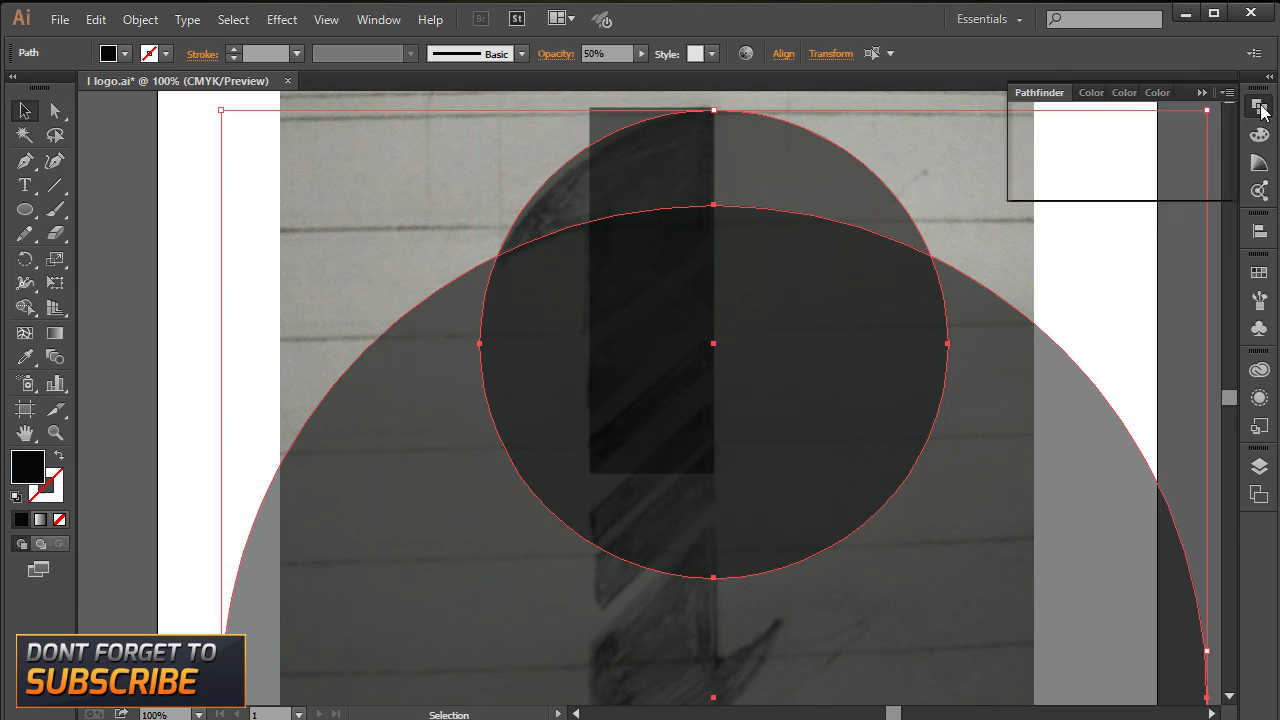 Ai File Edit Object Type Select Effect View Window Help Br St Essentials
Path Stroke: Basic Opacity: 50% Style: Align Transform
I logo.ai* @ 100% (CMYK/Preview)
Pathfinder Color Color Color
T
DONT FORGET TO
SUBSCRIBE
100% 1 Selection